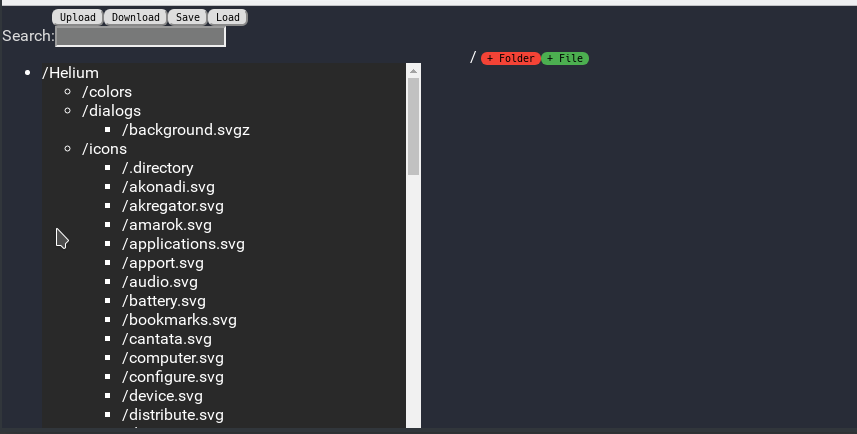 Upload Download Save Load
Search:
/ + Folder + File
/Helium
/colors
/dialogs
/background.svgz
/icons
/.directory
/akonadi.svg
/akregator.svg
/amarok.svg
/applications.svg
/apport.svg
/audio.svg
/battery.svg
/bookmarks.svg
/cantata.svg
/computer.svg
/configure.svg
/device.svg
/distribute.svg